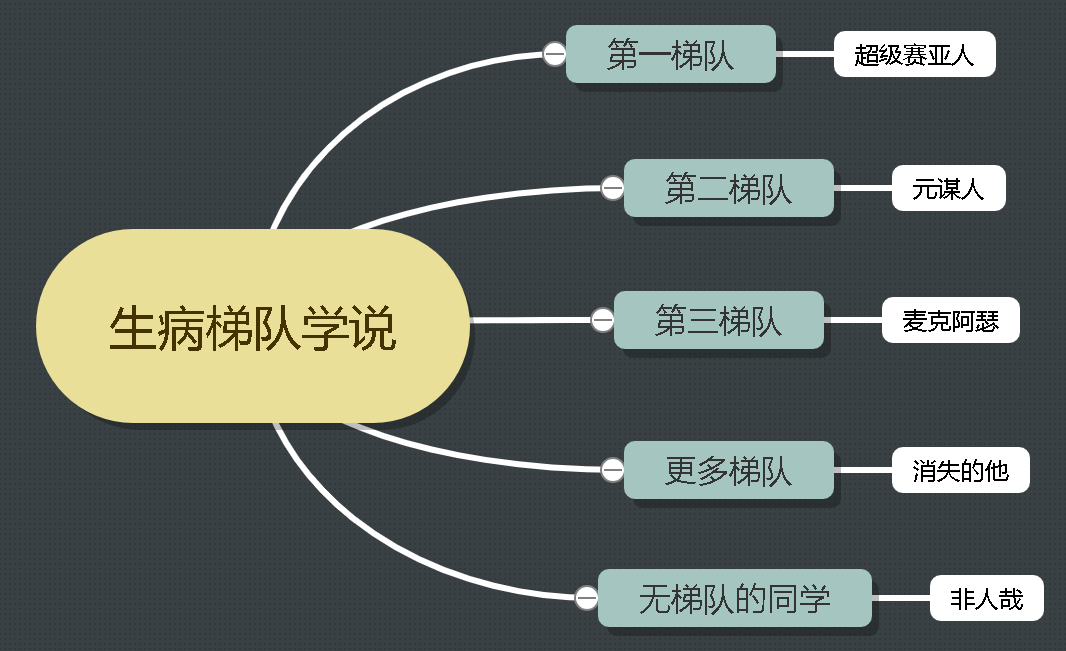 生病梯队学说
第一梯队
超级赛亚人
第二梯队
元谋人
第三梯队
麦克阿瑟
更多梯队
消失的他
无梯队的同学
非人哉